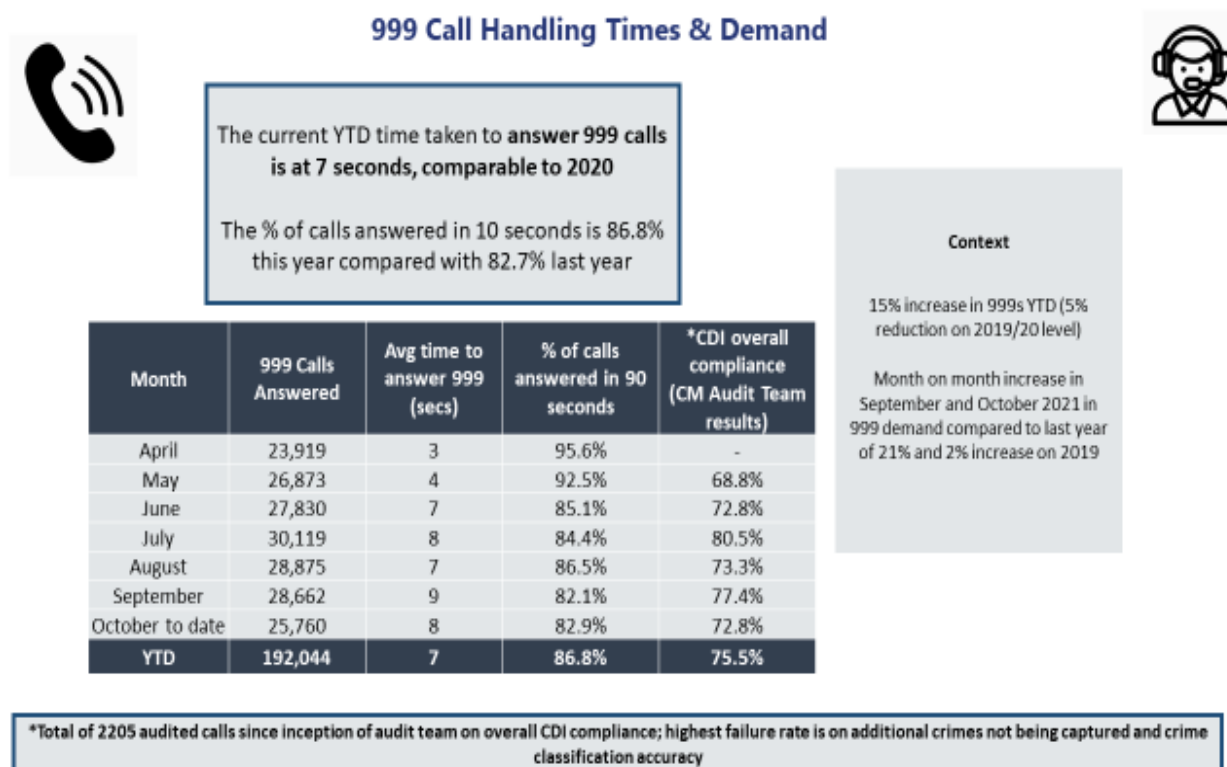 999 Call Handling Times & Demand
The current YTD time taken to answer 999 calls
is at 7 seconds, comparable to 2020
The % of calls answered in 10 seconds is 86.8%
this year compared with 82.7% last year
Context
15% increase in 999s YTD (5%
reduction on 2019/20 level)
Month on month increase in
September and October 2021 in
999 demand compared to last year
of 21% and 2% increase on 2019
Month | 999 Calls Answered | Avg time to answer 999 (secs) | % of calls answered in 90 seconds | *CDI overall compliance (CM Audit Team results)
April | 23,919 | 3 | 95.6% | -
May | 26,873 | 4 | 92.5% | 68.8%
June | 27,830 | 7 | 85.1% | 72.8%
July | 30,119 | 8 | 84.4% | 80.5%
August | 28,875 | 7 | 86.5% | 73.3%
September | 28,662 | 9 | 82.1% | 77.4%
October to date | 25,760 | 8 | 82.9% | 72.8%
YTD | 192,044 | 7 | 86.8% | 75.5%
*Total of 2205 audited calls since inception of audit team on overall CDI compliance; highest failure rate is on additional crimes not being captured and crime
classification accuracy